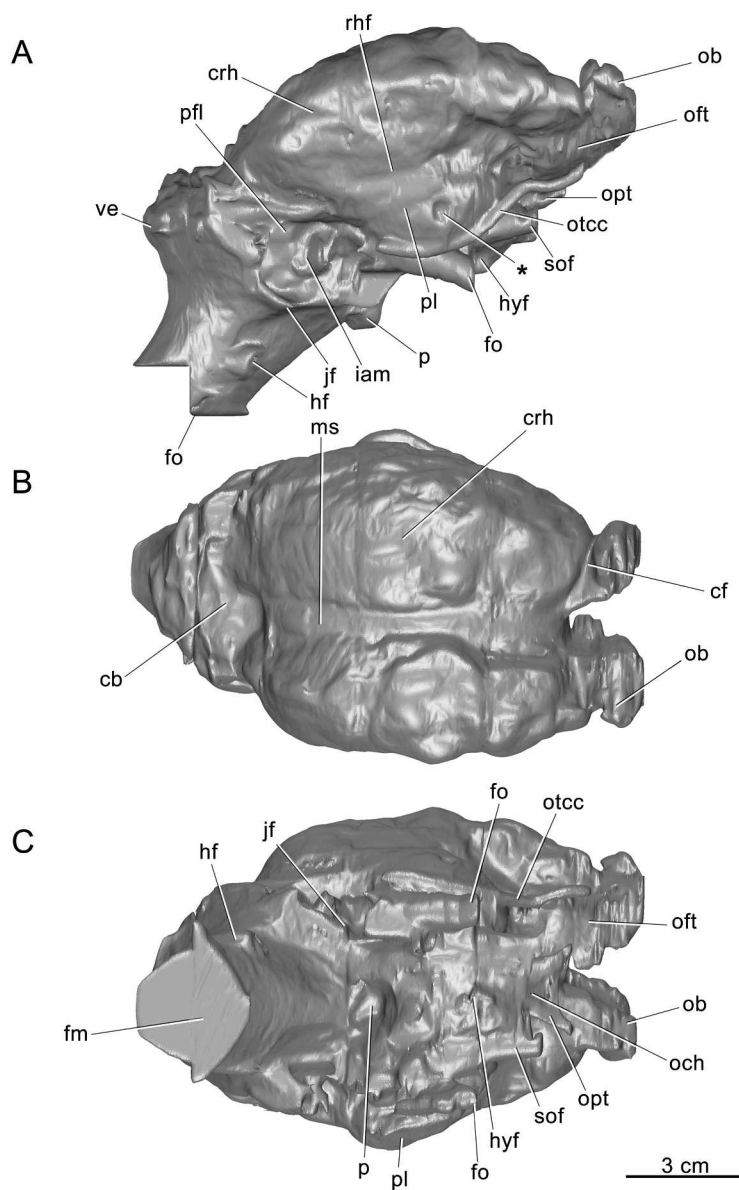 A
rhf
crh
pfl
ve
ob
oft
opt
otcc
sof
*
hyf
fo
pl
p
iam
jf
hf
fo
B
ms
crh
cf
cb
ob
C
fo
otcc
jf
hf
oft
ob
fm
och
opt
sof
hyf
fo
p
pl
3 cm